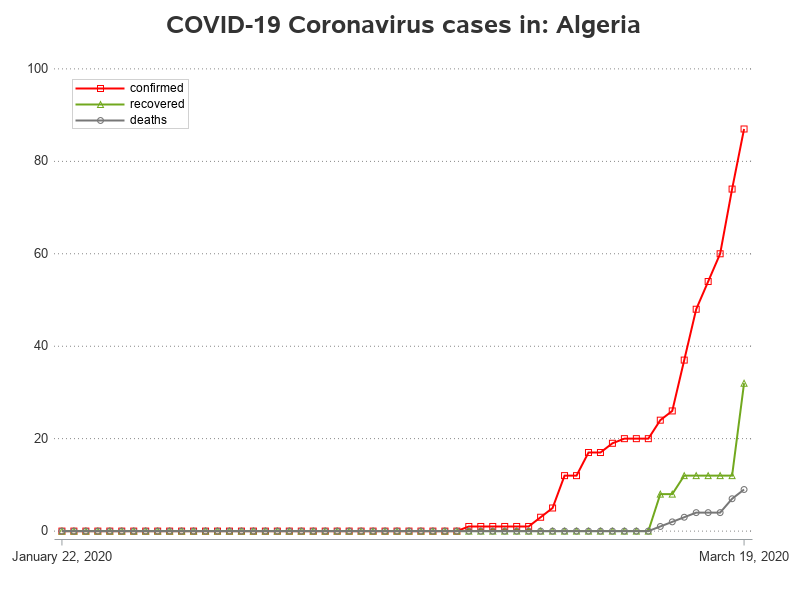 COVID-19 Coronavirus cases in: Algeria
100
confirmed
recovered
deaths
80
60
40
20
0
January 22, 2020
March 19, 2020